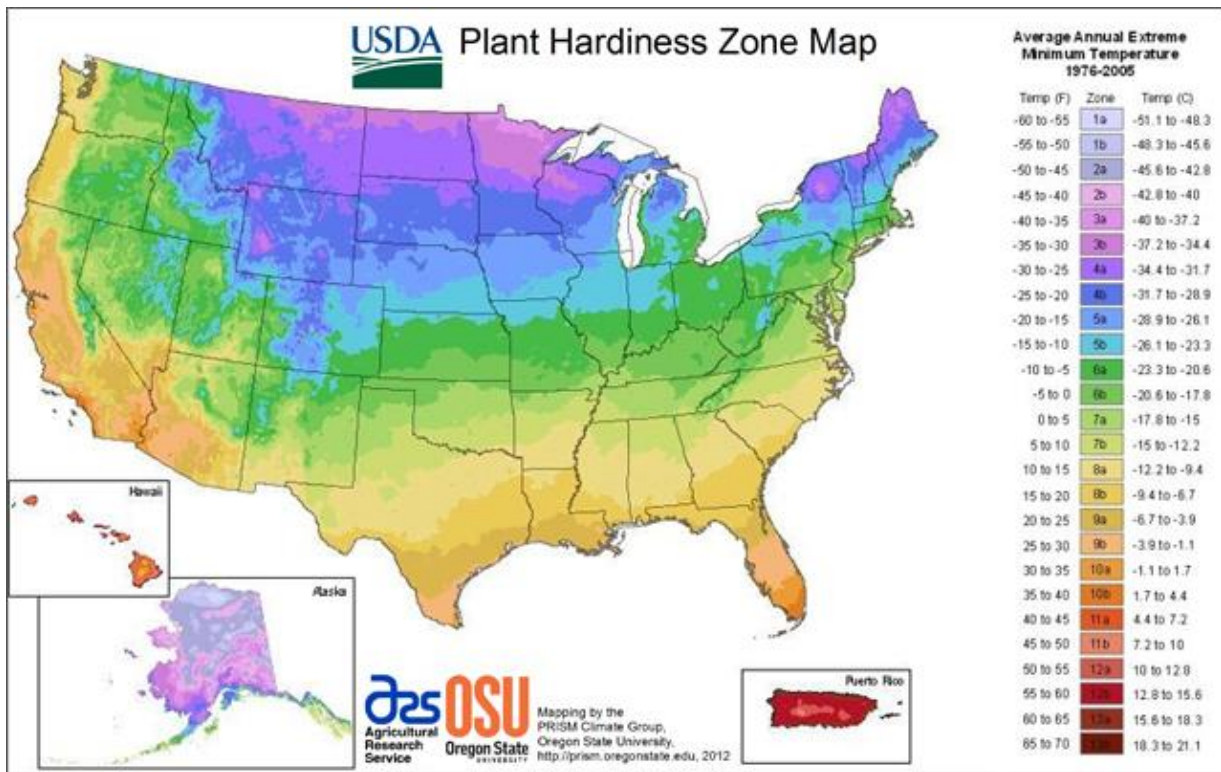 USDA Plant Hardiness Zone Map
Average Annual Extreme
Minimum Temperature
1976-2005
Temp (F) Zone Temp (C)
-60 to -55 1a -51.1 to -48.3
-55 to -50 1b -48.3 to -45.6
-50 to -45 2a -45.6 to -42.8
-45 to -40 2b -42.8 to -40
-40 to -35 3a -40 to -37.2
-35 to -30 3b -37.2 to -34.4
-30 to -25 4a -34.4 to -31.7
-25 to -20 4b -31.7 to -28.9
-20 to -15 5a -28.9 to -26.1
-15 to -10 5b -26.1 to -23.3
-10 to -5 6a -23.3 to -20.6
-5 to 0 6b -20.6 to -17.8
0 to 5 7a -17.8 to -15
5 to 10 7b -15 to -12.2
10 to 15 8a -12.2 to -9.4
15 to 20 8b -9.4 to -6.7
20 to 25 9a -6.7 to -3.9
25 to 30 9b -3.9 to -1.1
30 to 35 10a -1.1 to 1.7
35 to 40 10b 1.7 to 4.4
40 to 45 11a 4.4 to 7.2
45 to 50 11b 7.2 to 10
50 to 55 12a 10 to 12.8
55 to 60 12b 12.8 to 15.6
60 to 65 13a 15.6 to 18.3
65 to 70 13b 18.3 to 21.1
Hawaii
Alaska
ars
Agricultural
Research
Service
OSU
Oregon State
UNIVERSITY
Mapping by the
PRISM Climate Group,
Oregon State University,
http://prism.oregonstate.edu, 2012
Puerto Rico